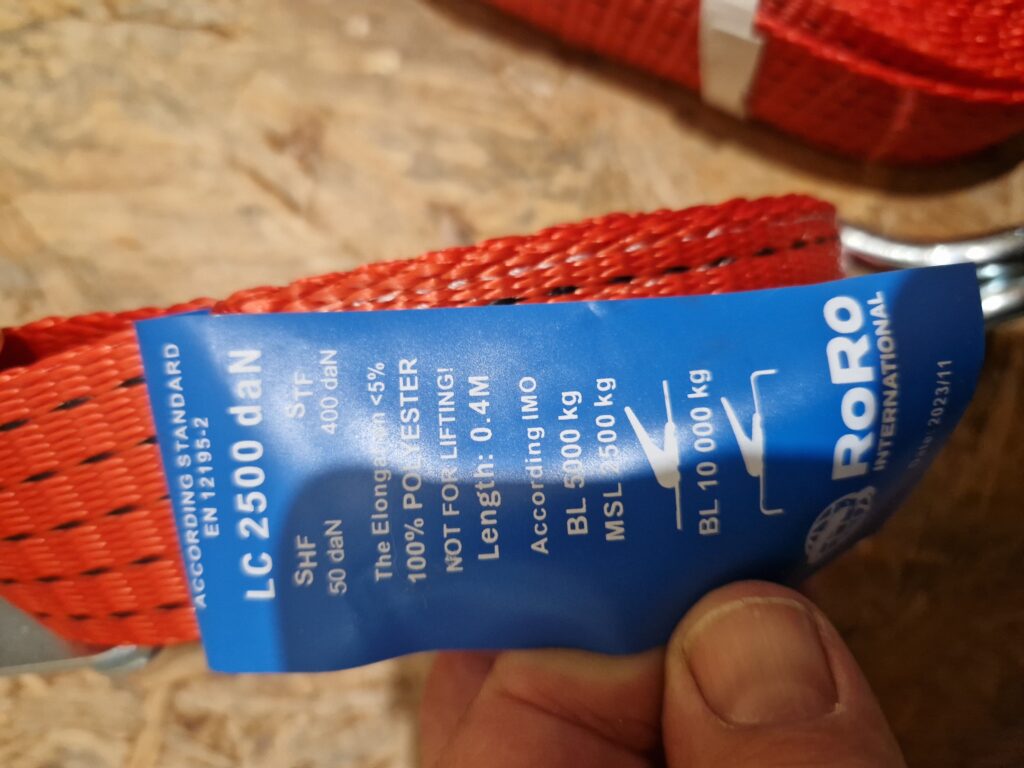 ACCORDING STANDARD
EN 12195-2
LC 2500 daN
SHF STF
50 daN 400 daN
The Elongation <5%
100% POLYESTER
NOT FOR LIFTING!
Length: 0.4M
According IMO
BL 5000 kg
MSL 2500 kg
BL 10 000 kg
RoRo
INTERNATIONAL
Date: 2023/11